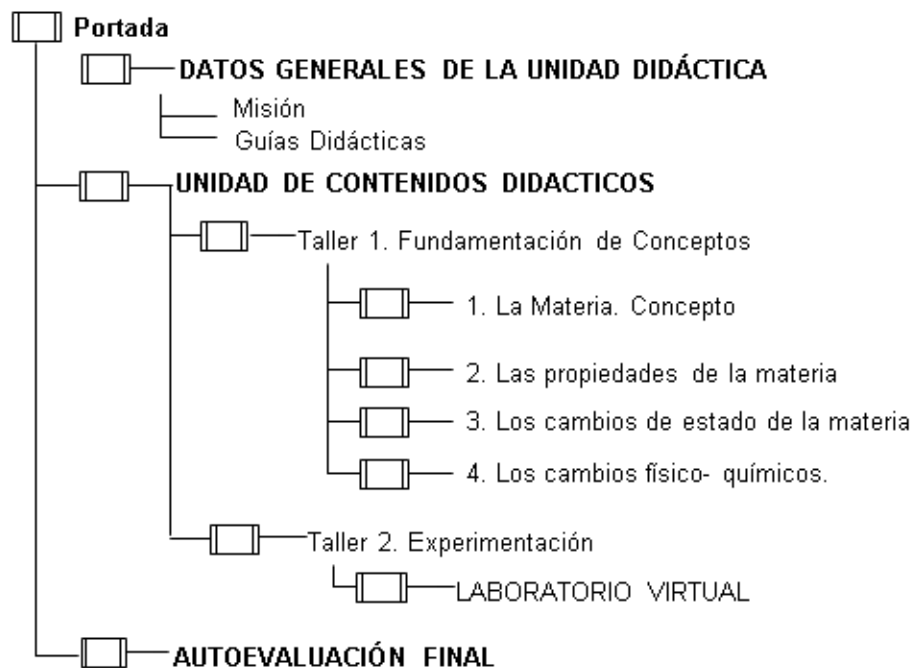 Portada
DATOS GENERALES DE LA UNIDAD DIDÁCTICA
Misión
Guías Didácticas
UNIDAD DE CONTENIDOS DIDACTICOS
Taller 1. Fundamentación de Conceptos
1. La Materia. Concepto
2. Las propiedades de la materia
3. Los cambios de estado de la materia
4. Los cambios físico- químicos.
Taller 2. Experimentación
LABORATORIO VIRTUAL
AUTOEVALUACIÓN FINAL